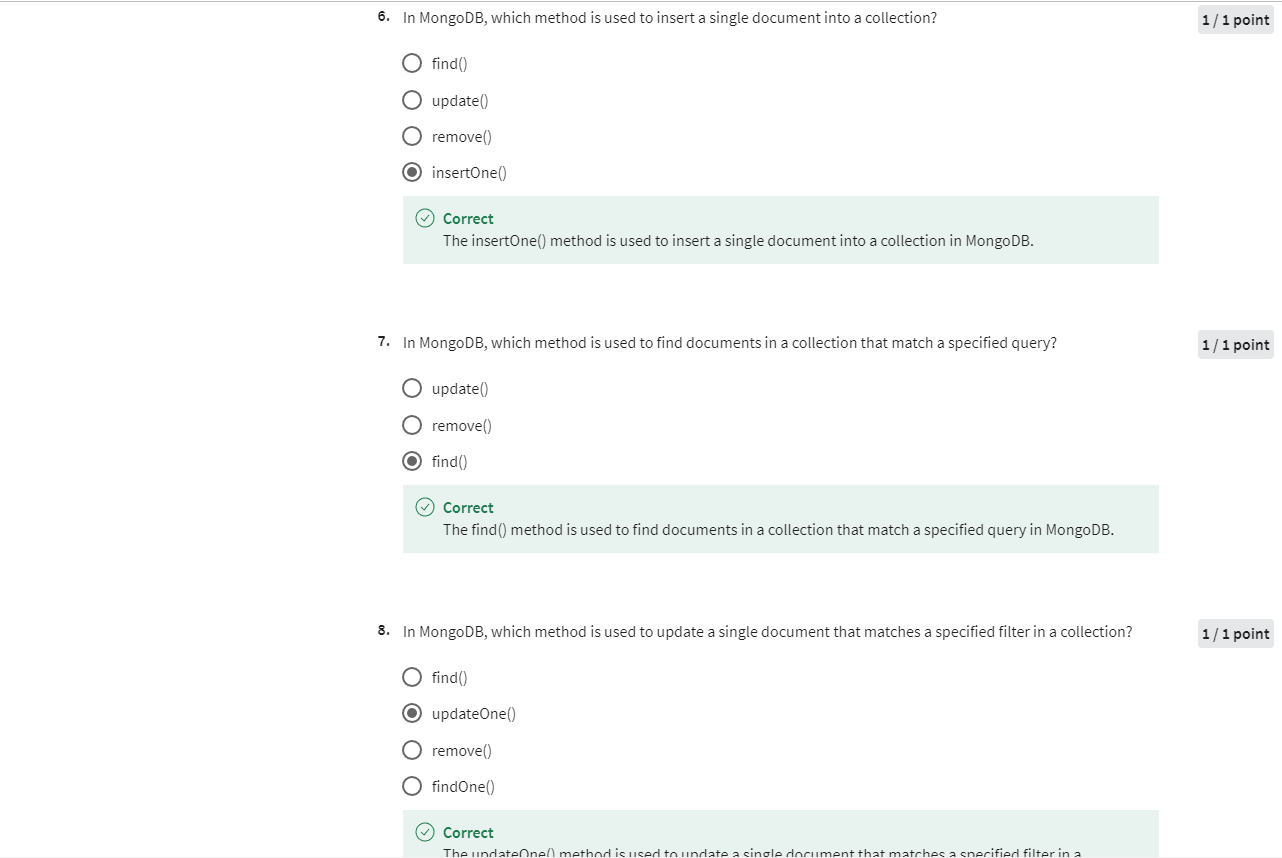 6. In MongoDB, which method is used to insert a single document into a collection?
1 / 1 point
find()
update()
remove()
insertOne()
Correct
The insertOne() method is used to insert a single document into a collection in MongoDB.
7. In MongoDB, which method is used to find documents in a collection that match a specified query?
1 / 1 point
update()
remove()
find()
Correct
The find() method is used to find documents in a collection that match a specified query in MongoDB.
8. In MongoDB, which method is used to update a single document that matches a specified filter in a collection?
1 / 1 point
find()
updateOne()
remove()
findOne()
Correct
The updateOne() method is used to update a single document that matches a specified filter in a